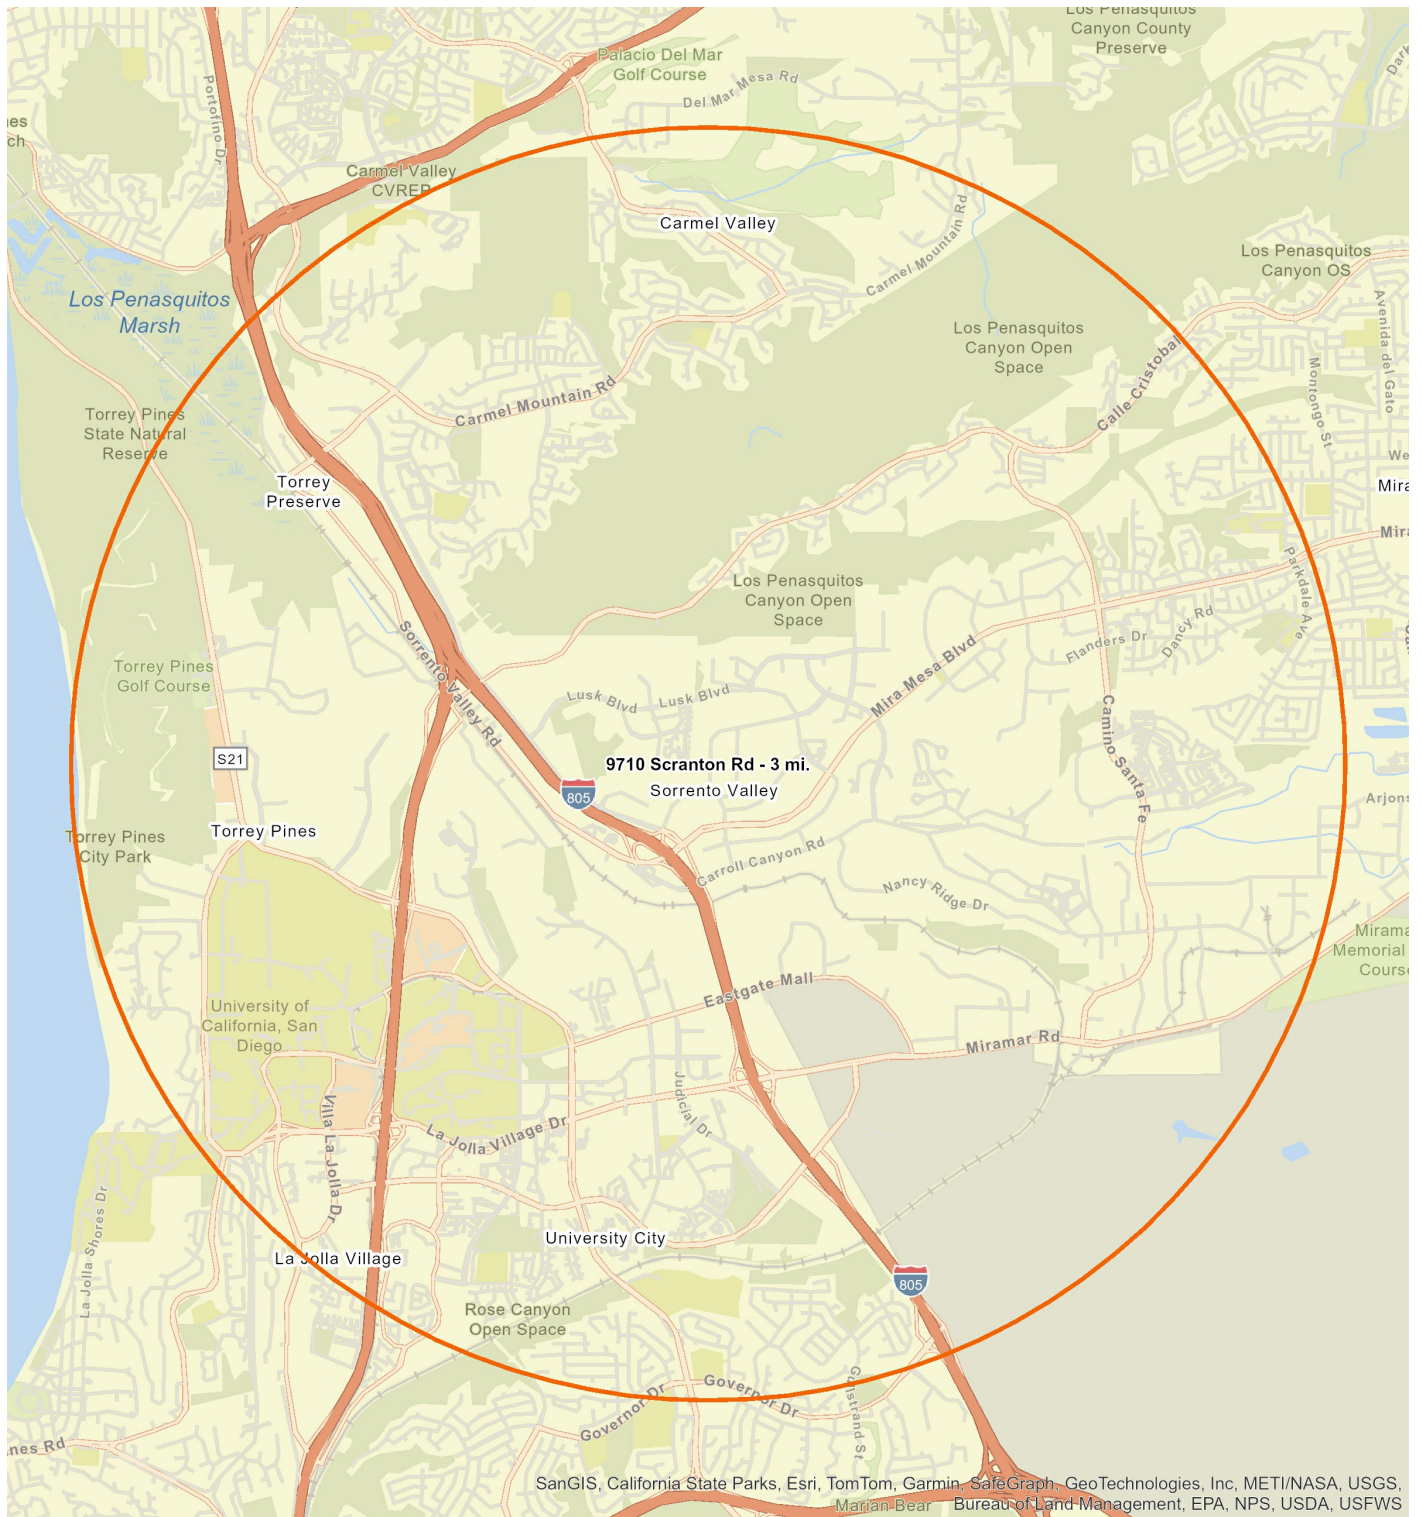 Los Penasquitos
Canyon County
Preserve
Palacio Del Mar
Golf Course
Del Mar Mesa Rd
Portofino Dr
Carmel Valley
CVREP
Carmel Valley
Carmel Mountain Rd
Los Penasquitos
Canyon OS
Los Penasquitos
Marsh
Avenida del Gato
Los Penasquitos
Canyon Open
Space
Calle Cristobal
Montongo St
Carmel Mountain Rd
Torrey Pines
State Natural
Reserve
Torrey
Preserve
Los Penasquitos
Canyon Open
Space
Parkdale Ave
Sorrento Valley Rd
Mira Mesa Blvd
Flanders Dr
Dancy Rd
Torrey Pines
Golf Course
Lusk Blvd
Lusk Blvd
Camino Santa Fe
S21
9710 Scranton Rd - 3 mi.
Sorrento Valley
805
Torrey Pines
Torrey Pines
City Park
Carroll Canyon Rd
Nancy Ridge Dr
Arjons
Mirama
Memorial
Course
University of
California, San
Diego
Eastgate Mall
Miramar Rd
Judicial Dr
Villa La Jolla Dr
La Jolla Village Dr
La Jolla Shores Dr
University City
La Jolla Village
805
Rose Canyon
Open Space
Governor Dr
Governor Dr
Gullstrand St
nes Rd
SanGIS, California State Parks, Esri, TomTom, Garmin, SafeGraph, GeoTechnologies, Inc, METI/NASA, USGS,
Marian Bear
Bureau of Land Management, EPA, NPS, USDA, USFWS